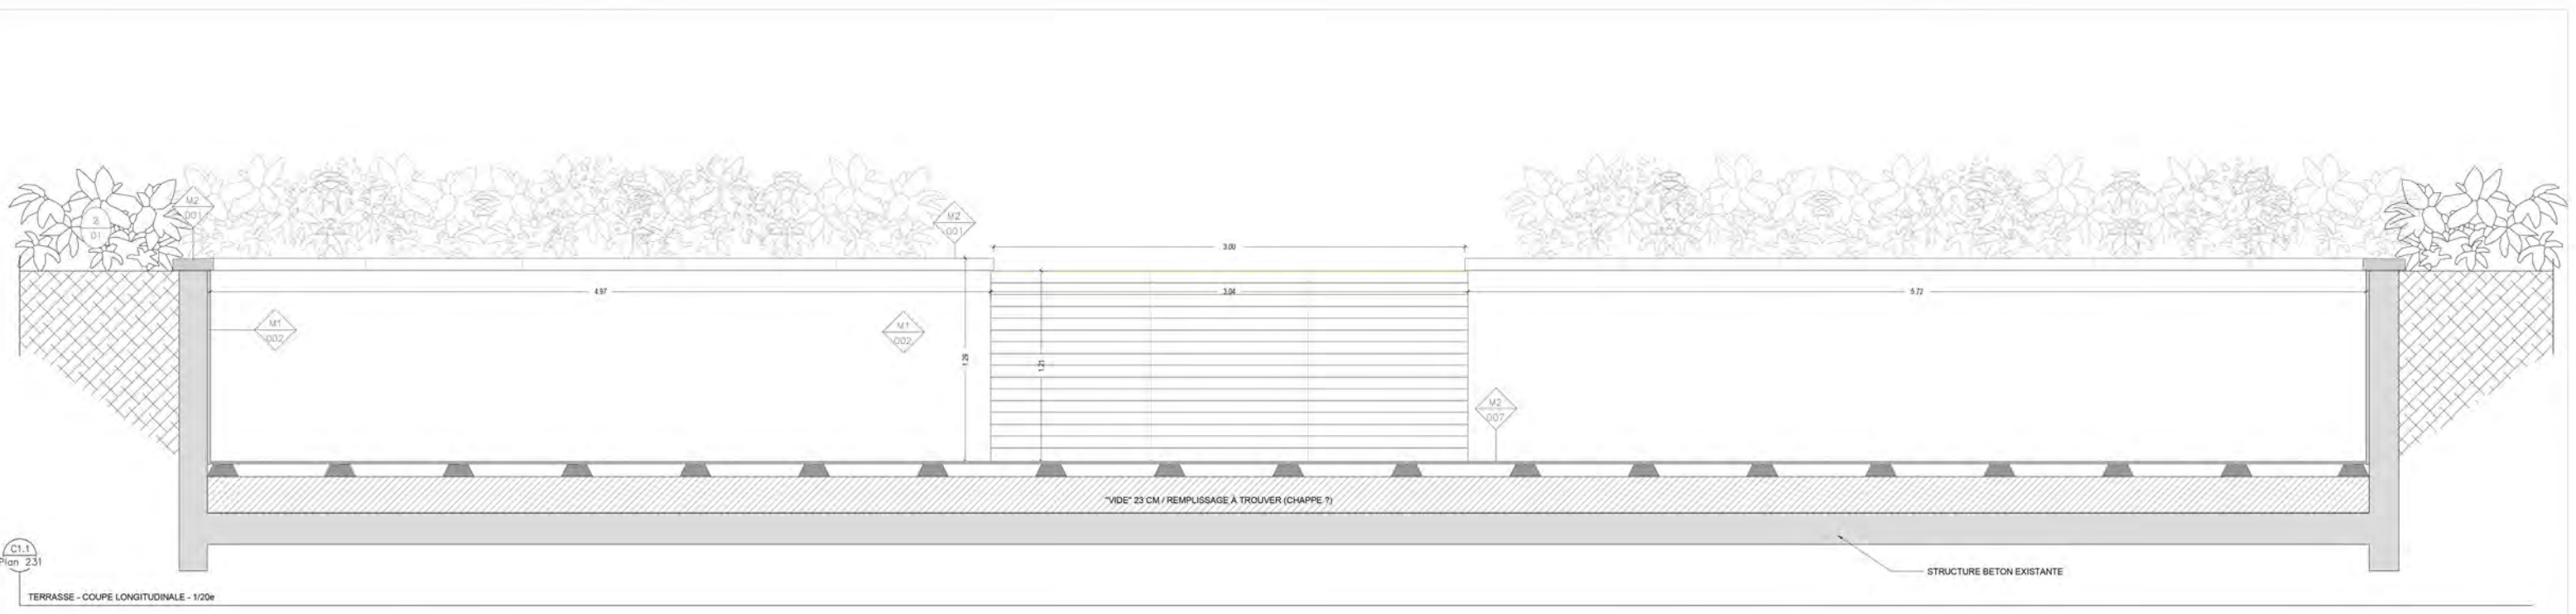 M2
001
2
01
M2
001
3.00
4.97
3.04
5.72
M1
002
M1
002
1.29
1.21
M2
007
"VIDE" 23 CM / REMPLISSAGE À TROUVER (CHAPPE ?)
C1.1
Plan 231
STRUCTURE BETON EXISTANTE
TERRASSE - COUPE LONGITUDINALE - 1/20e